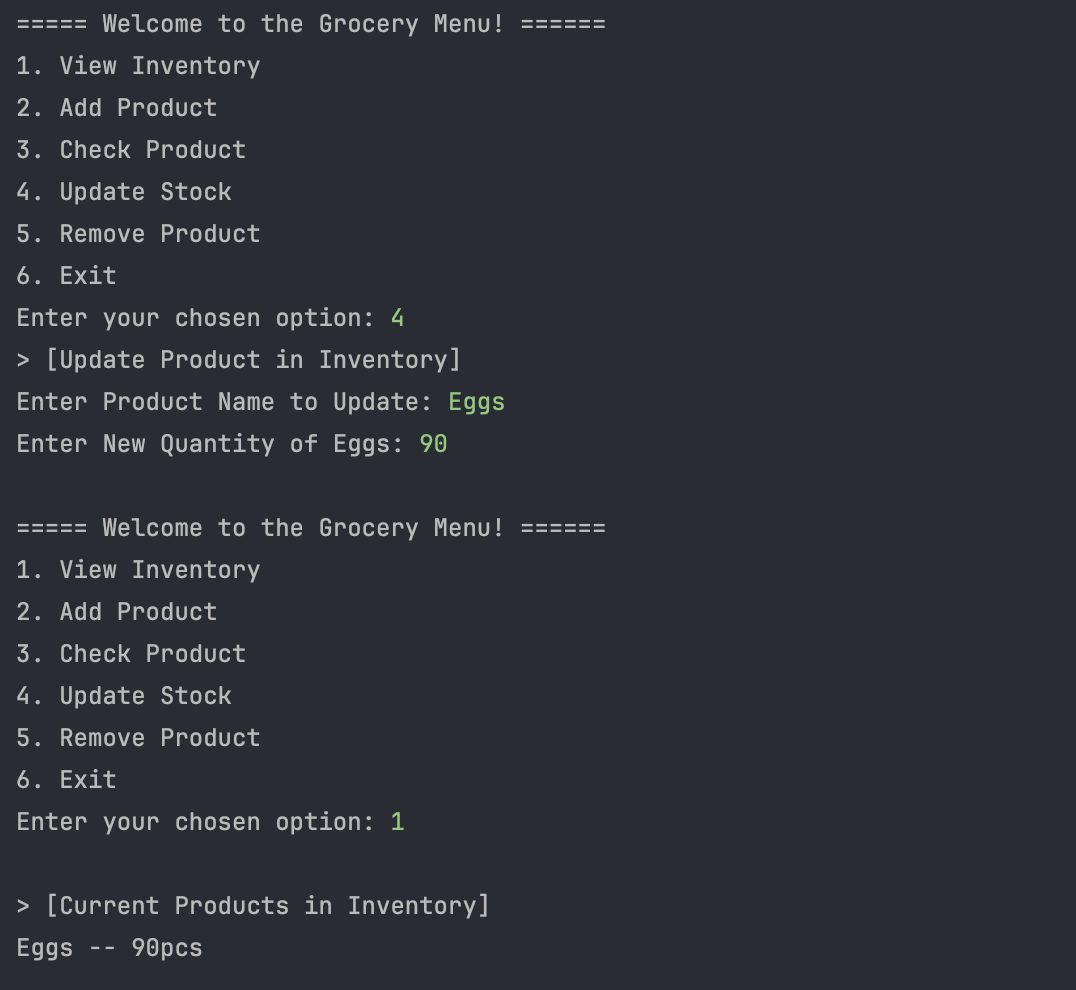 ===== Welcome to the Grocery Menu! ======
1. View Inventory
2. Add Product
3. Check Product
4. Update Stock
5. Remove Product
6. Exit
Enter your chosen option: 4
> [Update Product in Inventory]
Enter Product Name to Update: Eggs
Enter New Quantity of Eggs: 90
===== Welcome to the Grocery Menu! ======
1. View Inventory
2. Add Product
3. Check Product
4. Update Stock
5. Remove Product
6. Exit
Enter your chosen option: 1
> [Current Products in Inventory]
Eggs -- 90pcs